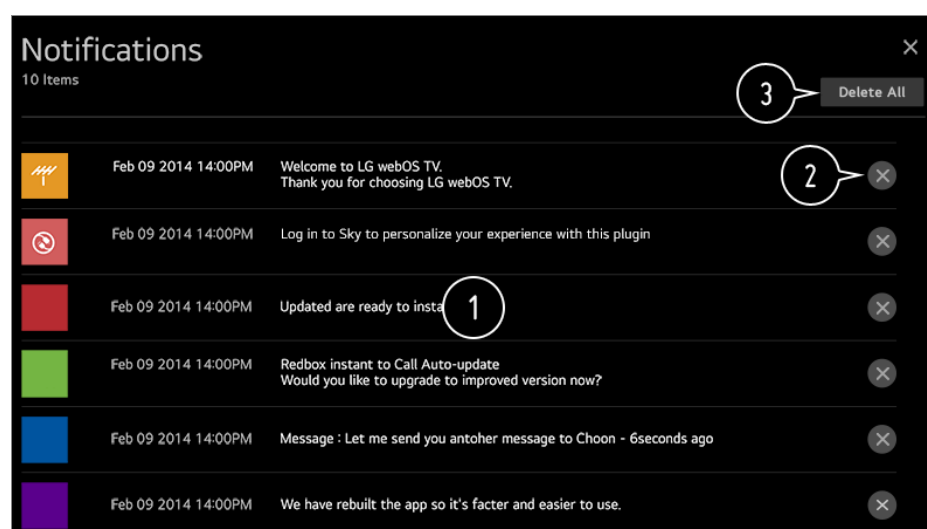 Notifications
10 Items
3
Delete All
Feb 09 2014 14:00PM
Welcome to LG webOS TV.
Thank you for choosing LG webOS TV.
2
Feb 09 2014 14:00PM
Log in to Sky to personalize your experience with this plugin
Feb 09 2014 14:00PM
Updated are ready to insta
1
Feb 09 2014 14:00PM
Redbox instant to Call Auto-update
Would you like to upgrade to improved version now?
Feb 09 2014 14:00PM
Message : Let me send you antoher message to Choon - 6seconds ago
Feb 09 2014 14:00PM
We have rebuilt the app so it's facter and easier to use.